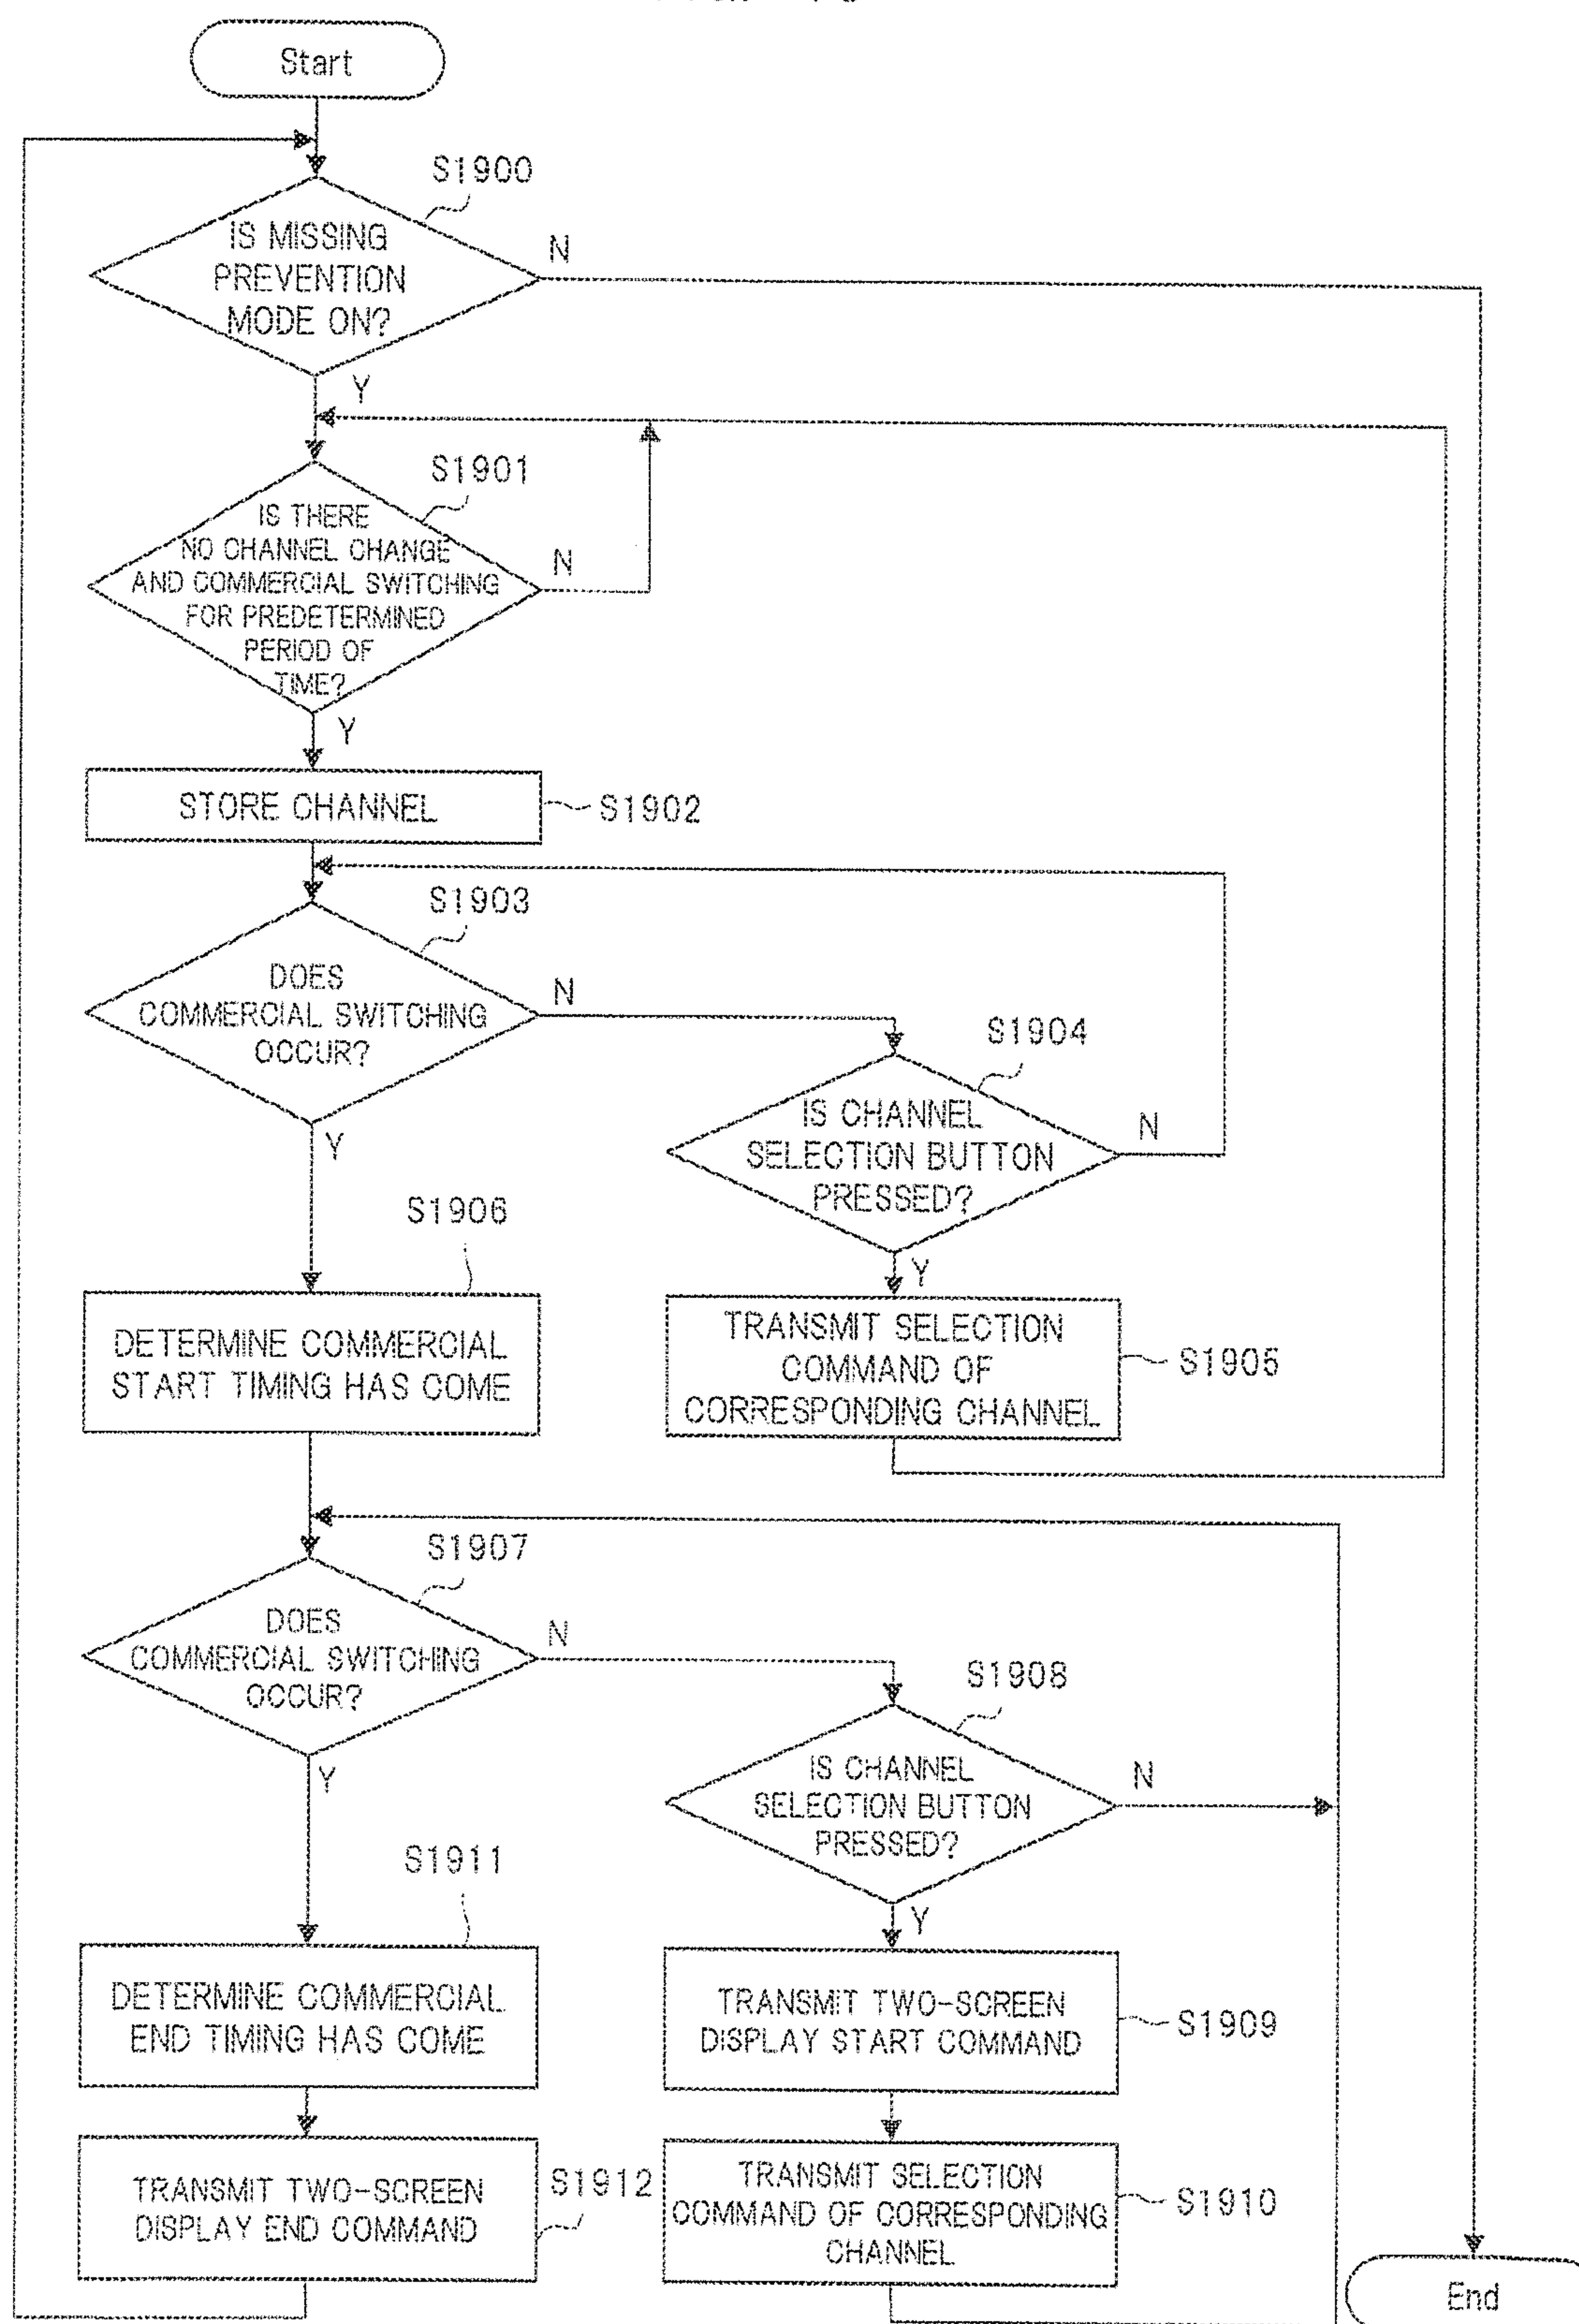 Start
S1900
IS MISSING
PREVENTION
MODE ON?
N
Y
S1901
IS THERE
NO CHANNEL CHANGE
AND COMMERCIAL SWITCHING
FOR PREDETERMINED
PERIOD OF
TIME?
N
Y
STORE CHANNEL
S1902
S1903
DOES
COMMERCIAL SWITCHING
OCCUR?
N
Y
S1904
IS CHANNEL
SELECTION BUTTON
PRESSED?
N
Y
S1906
DETERMINE COMMERCIAL
START TIMING HAS COME
TRANSMIT SELECTION
COMMAND OF
CORRESPONDING CHANNEL
S1905
S1907
DOES
COMMERCIAL SWITCHING
OCCUR?
N
Y
S1908
IS CHANNEL
SELECTION BUTTON
PRESSED?
N
Y
S1911
DETERMINE COMMERCIAL
END TIMING HAS COME
TRANSMIT TWO-SCREEN
DISPLAY START COMMAND
S1909
TRANSMIT TWO-SCREEN
DISPLAY END COMMAND
S1912
TRANSMIT SELECTION
COMMAND OF CORRESPONDING
CHANNEL
S1910
End